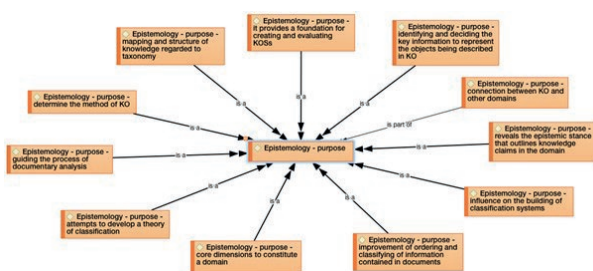 Epistemology - purpose -
it provides a foundation for
creating and evaluating
KOSs
Epistemology - purpose -
mapping and structure of
knowledge regarded to
taxonomy
Epistemology - purpose -
identifying and deciding the
key information to represent
the objects being described
in KO
Epistemology - purpose -
determine the method of KO
Epistemology - purpose -
connection between KO and
other domains
is a
is a
is a
is a
is part of
Epistemology - purpose -
guiding the process of
documentary analysis
is a
Epistemology - purpose
is a
Epistemology - purpose -
reveals the epistemic stance
that outlines knowledge
claims in the domain
is a
is a
is a
is a
is a
Epistemology - purpose -
attempts to develop a theory
of classification
Epistemology - purpose -
influence on the building of
classification systems
Epistemology - purpose -
core dimensions to constitute
a domain
Epistemology - purpose -
improvement of ordering and
classifying of information
contained in documents